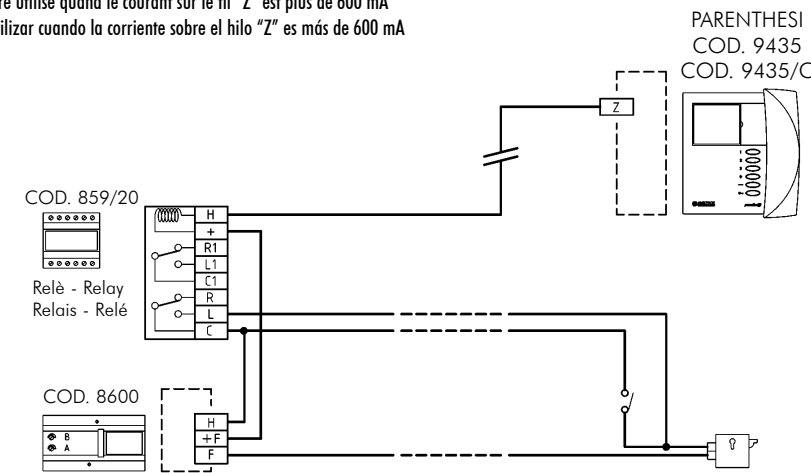 re utilisé quand le courant sur le fil "Z" est plus de 600 mA
ilizar cuando la corriente sobre el hilo "Z" es más de 600 mA
PARENTHESI
COD. 9435
COD. 9435/C
Z
COD. 859/20
Relè - Relay
Relais - Relé
H
+
R1
L1
C1
R
L
C
COD. 8600
B
A
H
+F
F